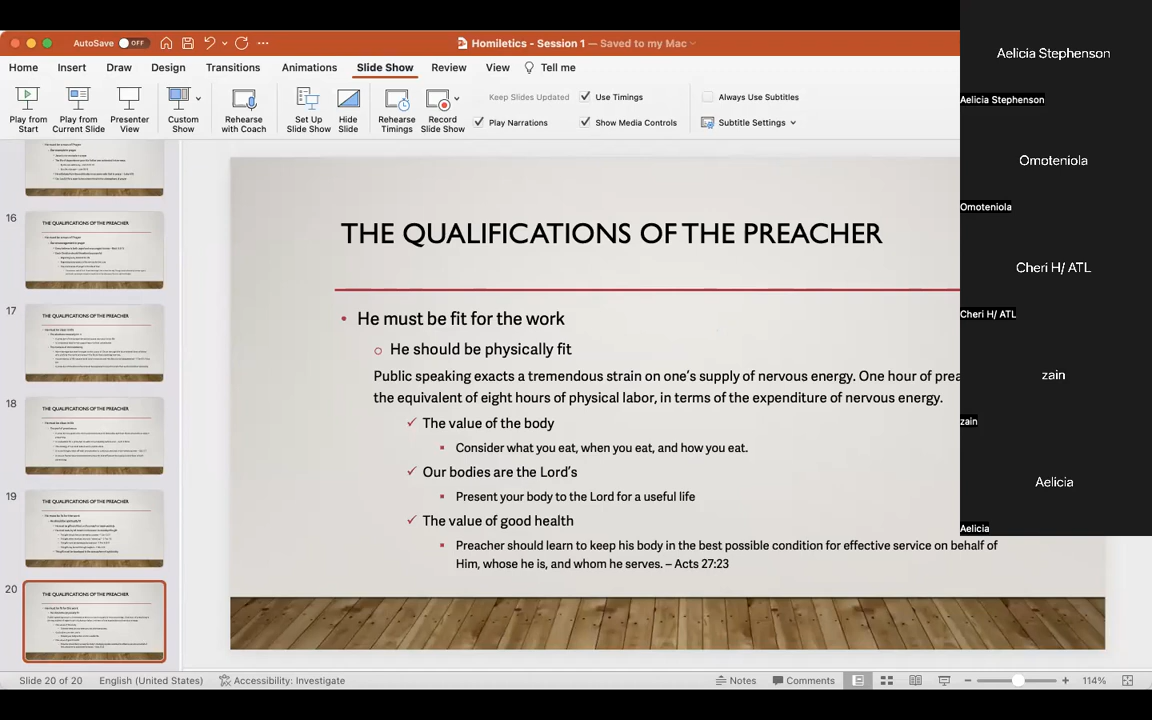 AutoSave OFF
Homiletics - Session 1 — Saved to my Mac
Home Insert Draw Design Transitions Animations Slide Show Review View Tell me
Play from Start
Play from Current Slide
Presenter View
Custom Show
Rehearse with Coach
Set Up Slide Show
Hide Slide
Rehearse Timings
Record Slide Show
Keep Slides Updated
Use Timings
Play Narrations
Show Media Controls
Always Use Subtitles
Subtitle Settings
16
THE QUALIFICATIONS OF THE PREACHER
17
THE QUALIFICATIONS OF THE PREACHER
18
THE QUALIFICATIONS OF THE PREACHER
19
THE QUALIFICATIONS OF THE PREACHER
20
THE QUALIFICATIONS OF THE PREACHER
THE QUALIFICATIONS OF THE PREACHER
He must be fit for the work
He should be physically fit
Public speaking exacts a tremendous strain on one's supply of nervous energy. One hour of
the equivalent of eight hours of physical labor, in terms of the expenditure of nervous energy.
The value of the body
Consider what you eat, when you eat, and how you eat.
Our bodies are the Lord's
Present your body to the Lord for a useful life
The value of good health
Preacher should learn to keep his body in the best possible condition for effective service on behalf of
Him, whose he is, and whom he serves. – Acts 27:23
Aelicia Stephenson
Aelicia Stephenson
Omoteniola
Omoteniola
Cheri H/ ATL
Cheri H/ ATL
zain
zain
Aelicia
Aelicia
Slide 20 of 20 English (United States) Accessibility: Investigate Notes Comments 114%